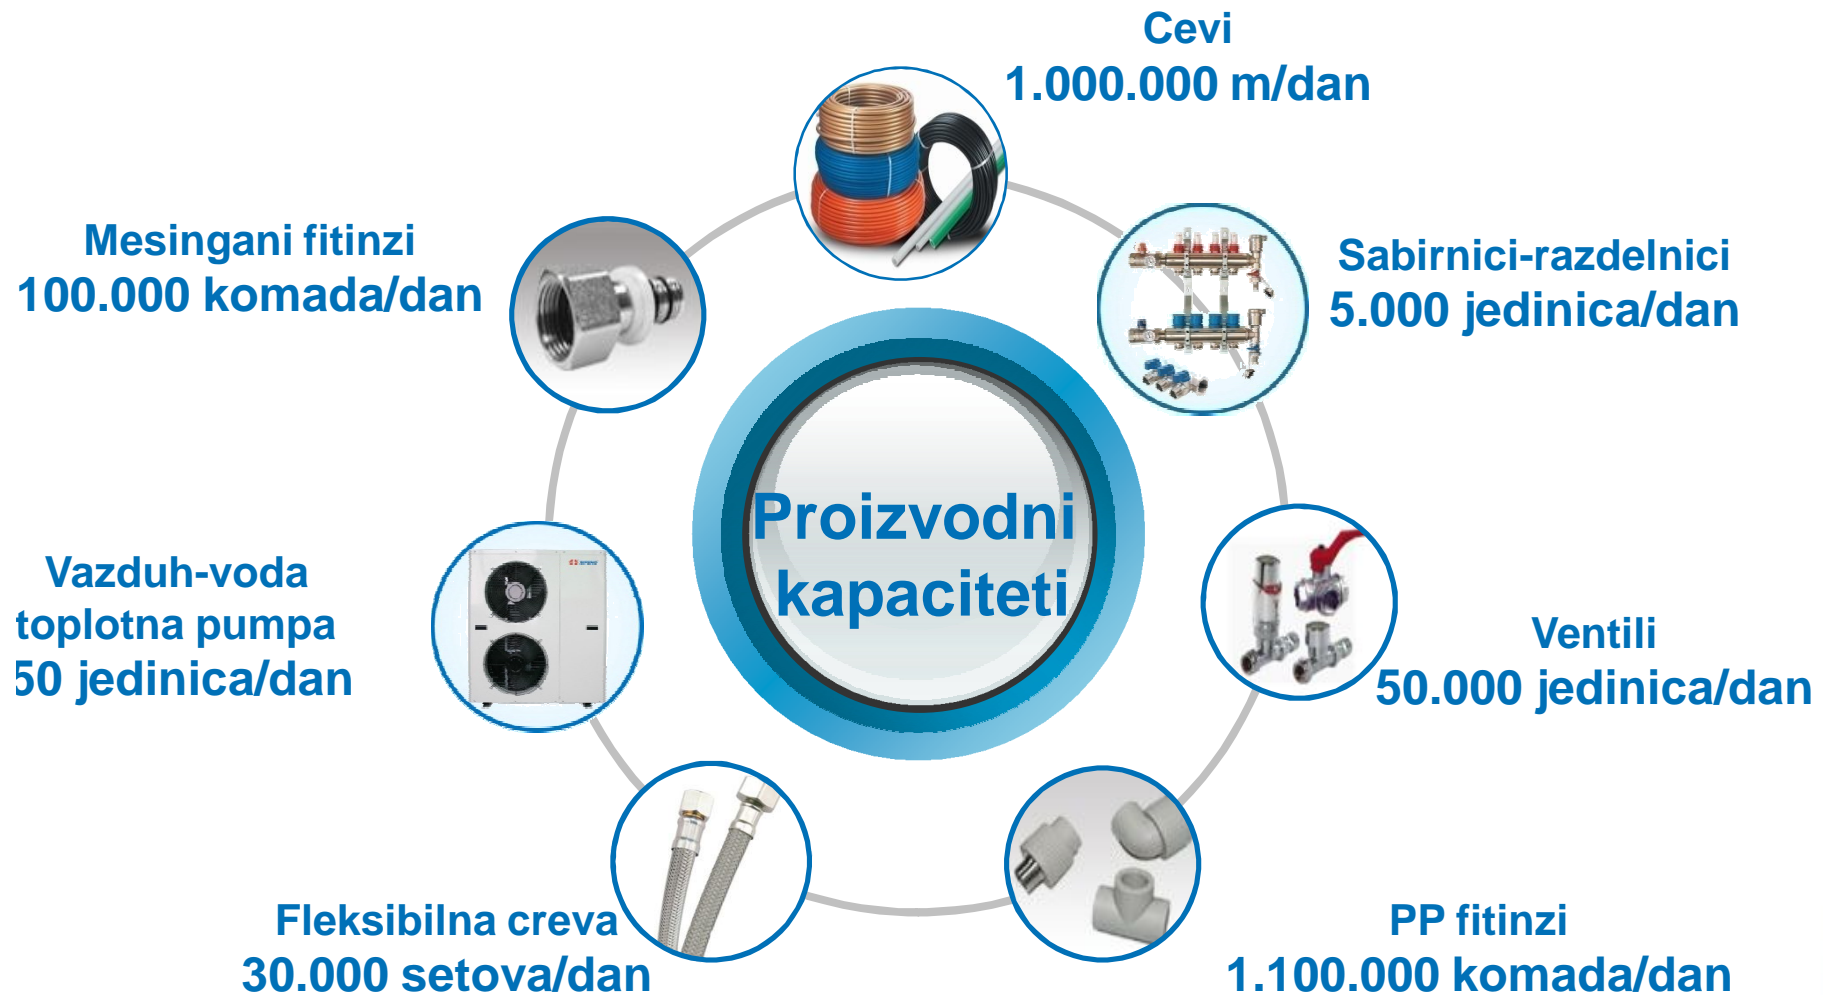 Cevi
1.000.000 m/dan
Sabirnici-razdelnici
5.000 jedinica/dan
Ventili
50.000 jedinica/dan
PP fitinzi
1.100.000 komada/dan
Fleksibilna creva
30.000 setova/dan
Vazduh-voda
toplotna pumpa
50 jedinica/dan
Mesingani fitinzi
100.000 komada/dan
Proizvodni
kapaciteti